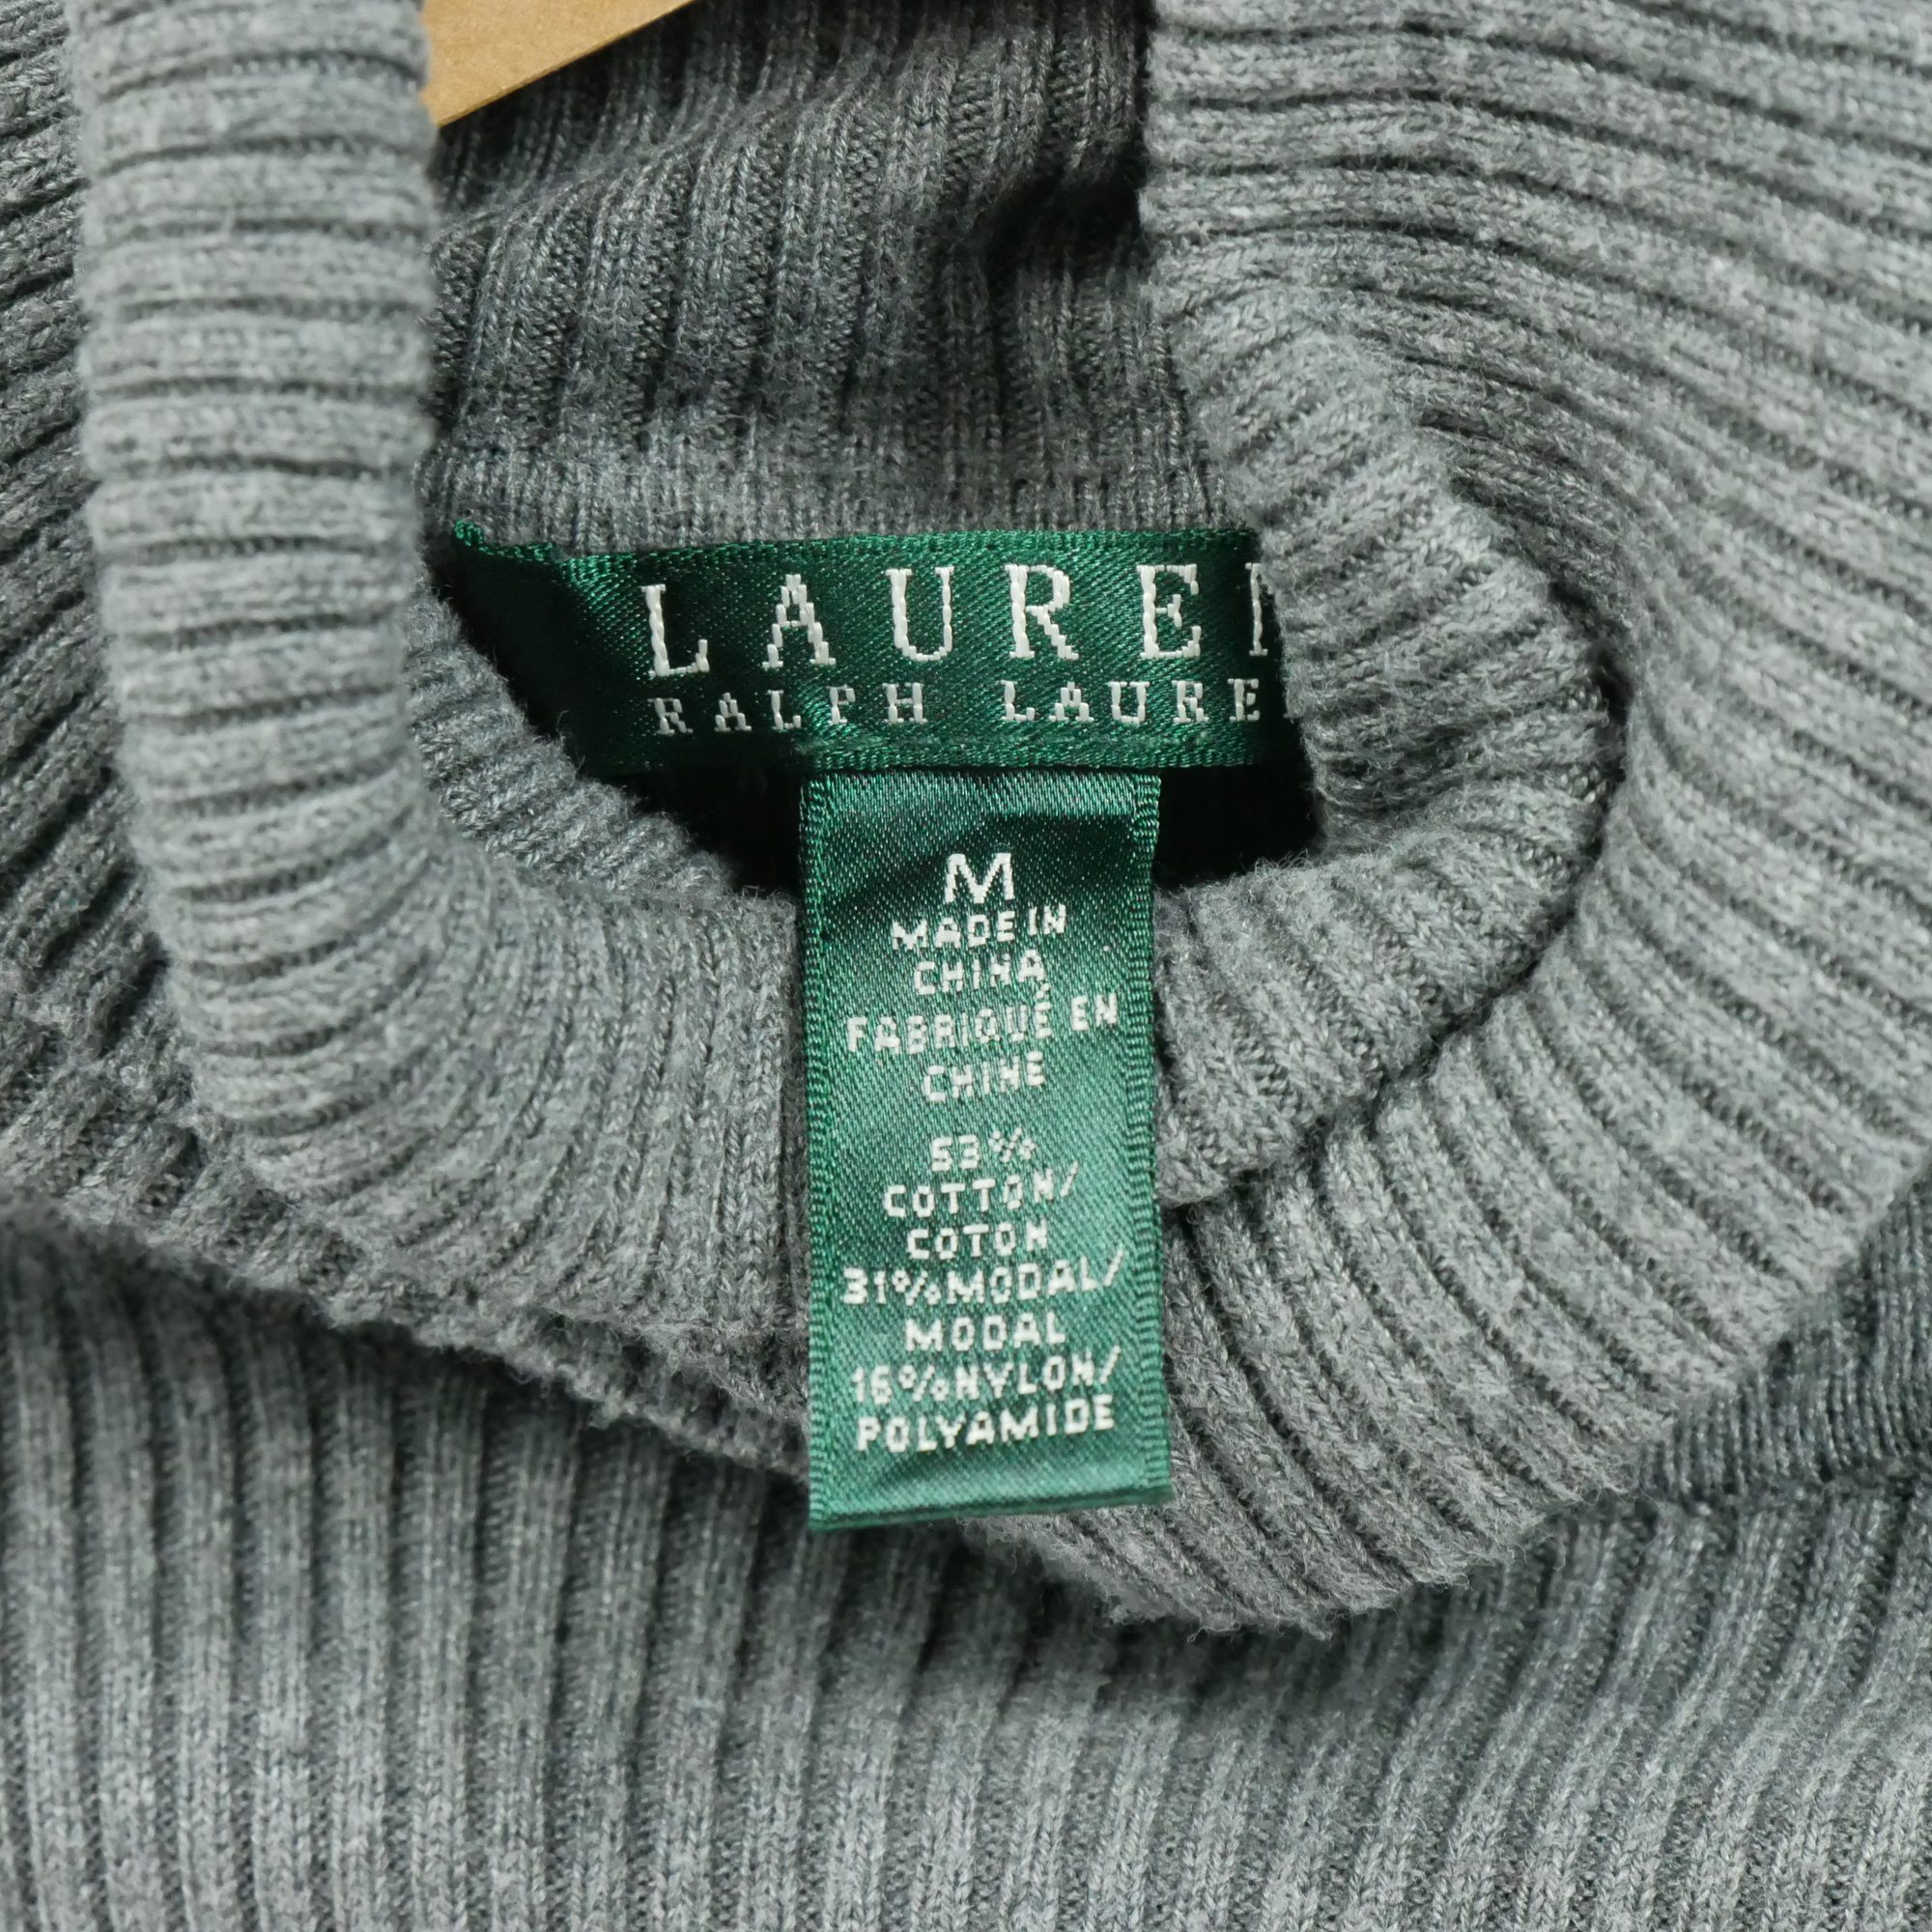 LAUREN
RALPH LAUREN
M
MADE IN
CHINA
FABRIQUÉ EN
CHINE
53%
COTTON/
COTON
31% MODAL/
MODAL
16% NYLON/
POLYAMIDE